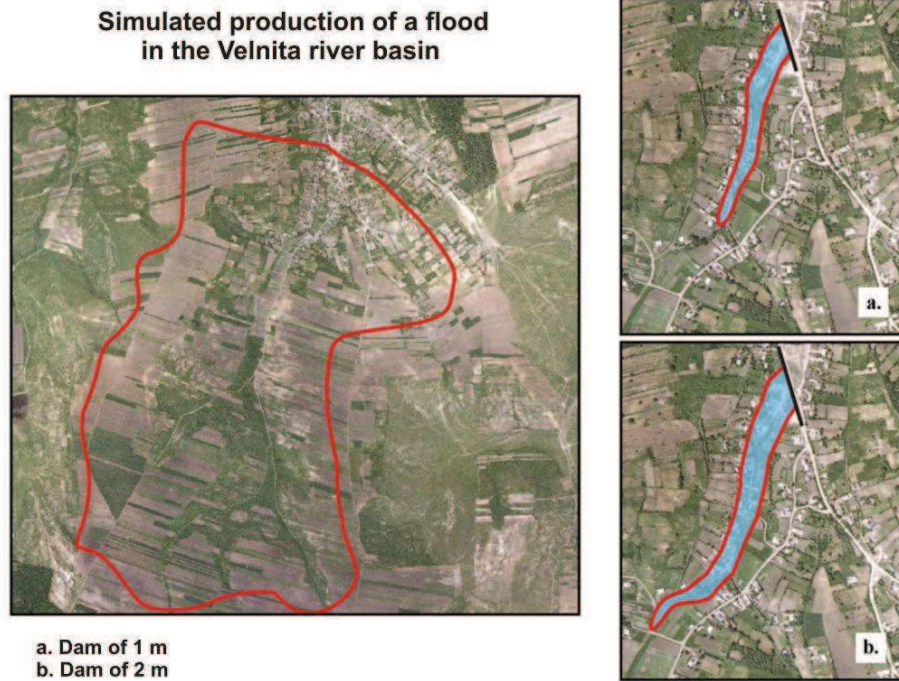 Simulated production of a flood
in the Velnita river basin
a.
b.
a. Dam of 1 m
b. Dam of 2 m